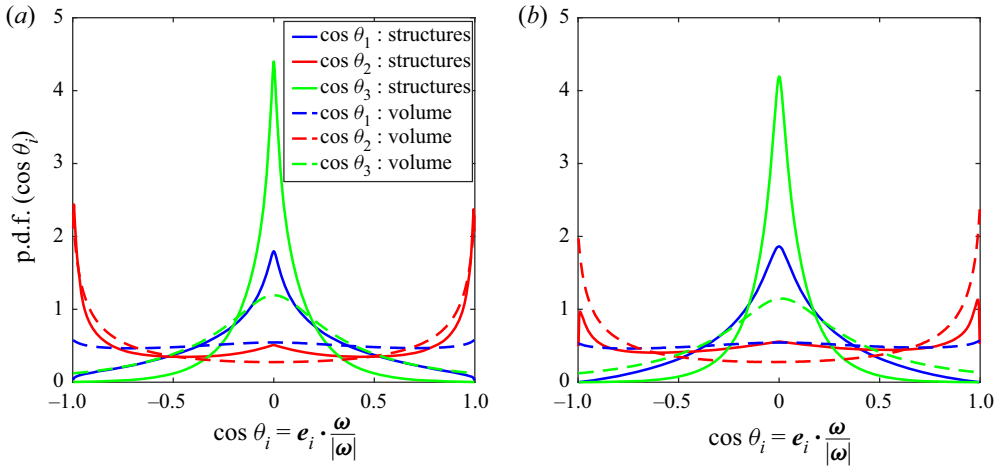 (a)
(b)
p.d.f. (cos θi)
5
4
3
2
1
0
–1.0 –0.5 0 0.5 1.0
cos θ1 : structures
cos θ2 : structures
cos θ3 : structures
cos θ1 : volume
cos θ2 : volume
cos θ3 : volume
cos θi = ei · ω/|ω|
5
4
3
2
1
0
–1.0 –0.5 0 0.5 1.0
cos θi = ei · ω/|ω|